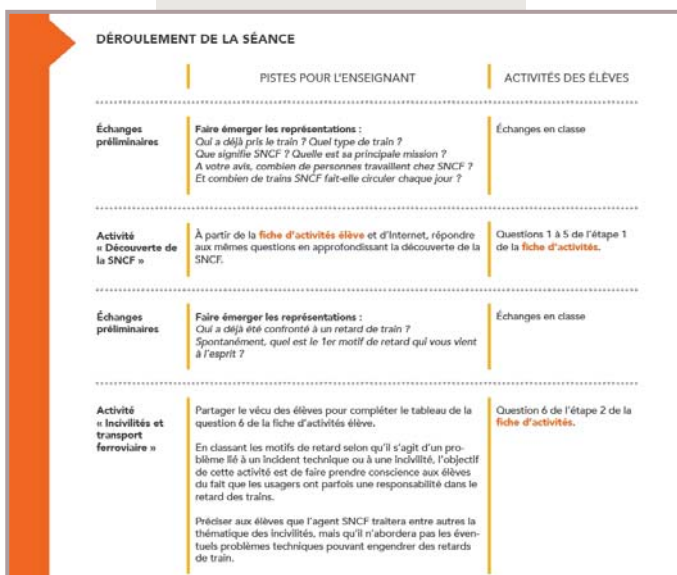 DÉROULEMENT DE LA SÉANCE
PISTES POUR L'ENSEIGNANT
ACTIVITÉS DES ÉLÈVES
Échanges
préliminaires
Faire émerger les représentations :
Qui a déjà pris le train ? Quel type de train ?
Que signifie SNCF ? Quelle est sa principale mission ?
A votre avis, combien de personnes travaillent chez SNCF ?
Et combien de trains SNCF fait-elle circuler chaque jour ?
Échanges en classe
Activité
« Découverte de
la SNCF »
À partir de la fiche d'activités élève et d'Internet, répondre
aux mêmes questions en approfondissant la découverte de la
SNCF.
Questions 1 à 5 de l'étape 1
de la fiche d'activités.
Échanges
préliminaires
Faire émerger les représentations :
Qui a déjà été confronté à un retard de train ?
Spontanément, quel est le 1er motif de retard qui vous vient
à l'esprit ?
Échanges en classe
Activité
« Incivilités et
transport
ferroviaire »
Partager le vécu des élèves pour compléter le tableau de la
question 6 de la fiche d'activités élève.
En classant les motifs de retard selon qu'il s'agit d'un pro-
blème lié à un incident technique ou à une incivilité, l'objectif
de cette activité est de faire prendre conscience aux élèves
du fait que les usagers ont parfois une responsabilité dans le
retard des trains.
Préciser aux élèves que l'agent SNCF traitera entre autres la
thématique des incivilités, mais qu'il n'abordera pas les éven-
tuels problèmes techniques pouvant engendrer des retards
de train.
Question 6 de l'étape 2 de la
fiche d'activités.